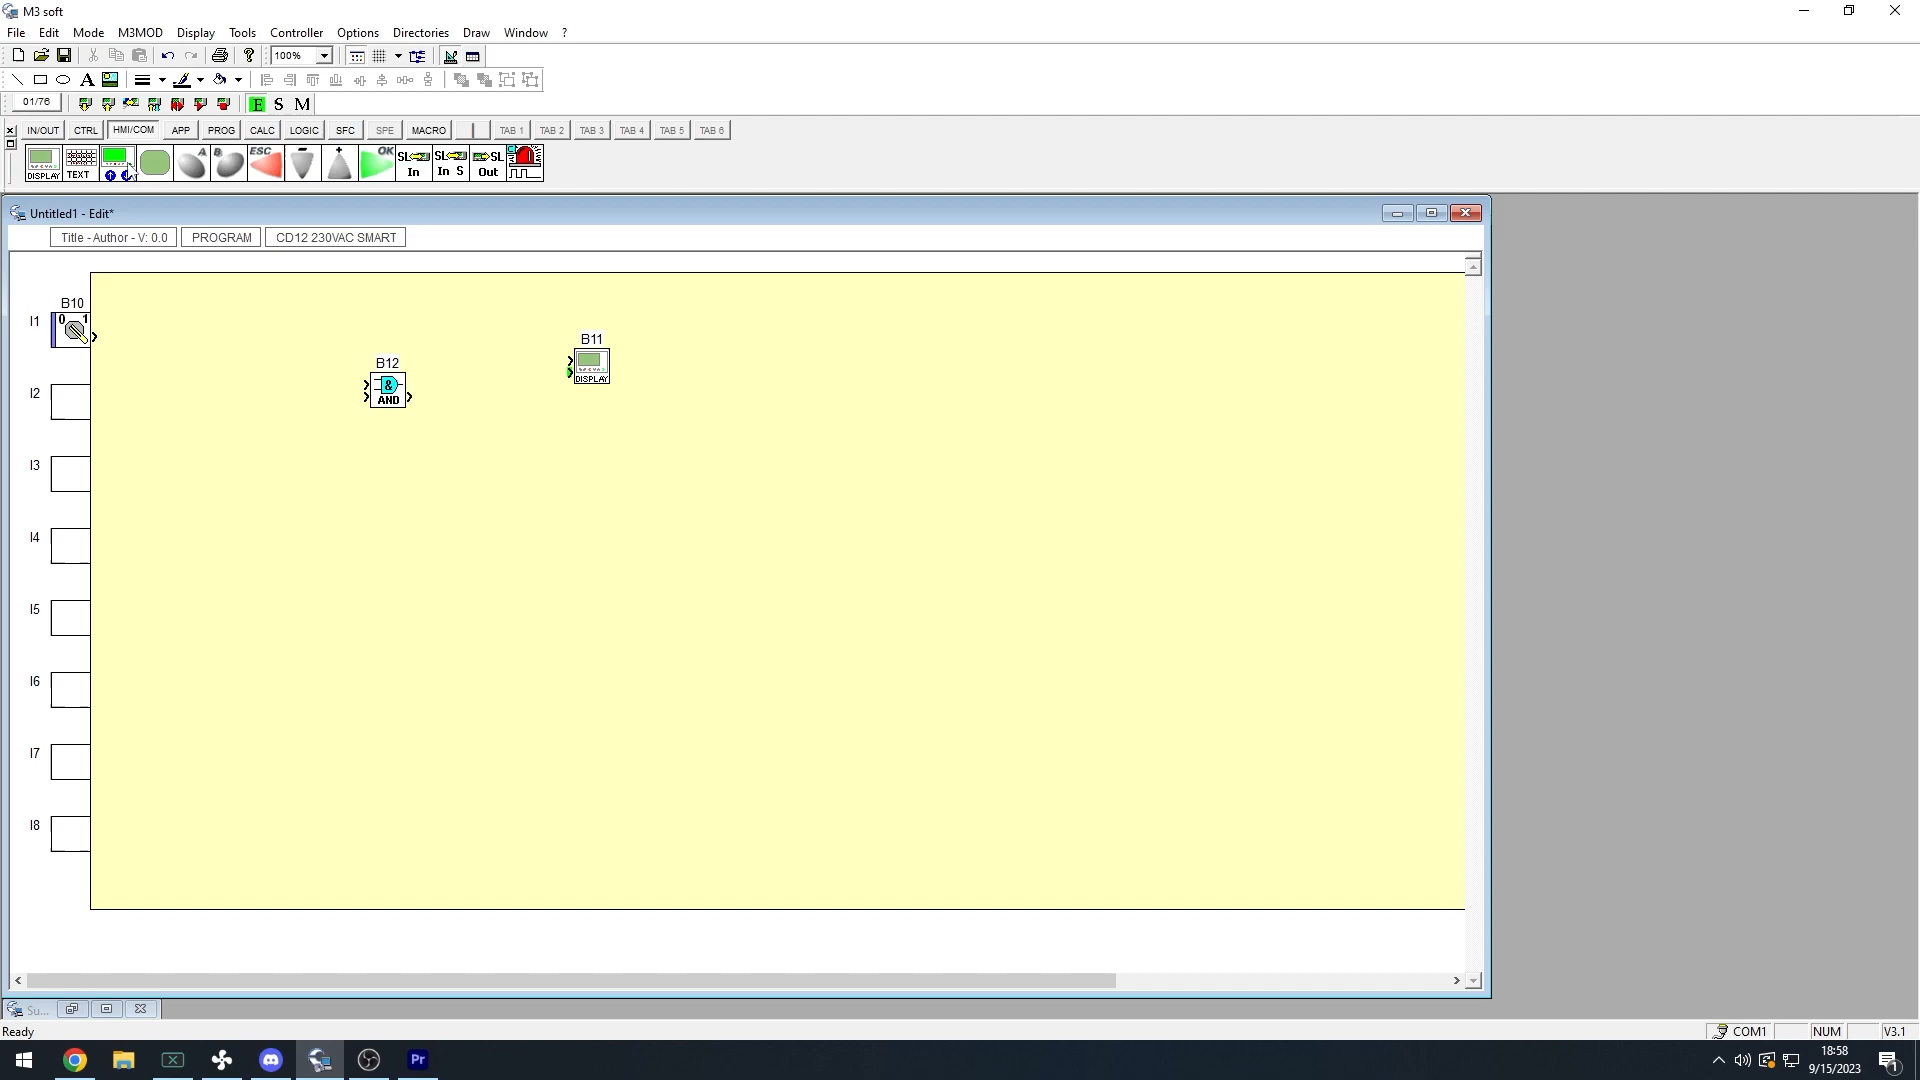 M3 soft
File Edit Mode M3MOD Display Tools Controller Options Directories Draw Window ?
100%
A
01/76 E S M
IN/OUT CTRL HMI/COM APP PROG CALC LOGIC SFC SPE MACRO TAB 1 TAB 2 TAB 3 TAB 4 TAB 5 TAB 6
DISPLAY TEXT A B ESC - + OK SL In SL In S SL Out
Untitled1 - Edit*
Title - Author - V: 0.0 PROGRAM CD12 230VAC SMART
B10
I1 0 1
B11
DISPLAY
B12
&
AND
I2
I3
I4
I5
I6
I7
I8
Su...
Ready COM1 NUM V3.1
Pr 18:58
9/15/2023 1